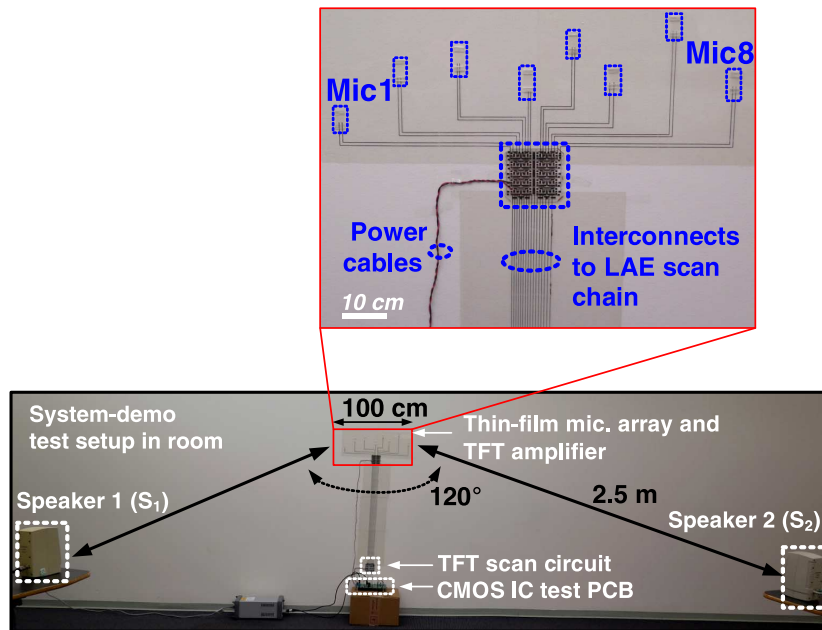 Mic1
Mic8
Power
cables
Interconnects
to LAE scan
chain
10 cm
System-demo
test setup in room
100 cm
Thin-film mic. array and
TFT amplifier
120°
2.5 m
Speaker 1 (S₁)
Speaker 2 (S₂)
TFT scan circuit
CMOS IC test PCB